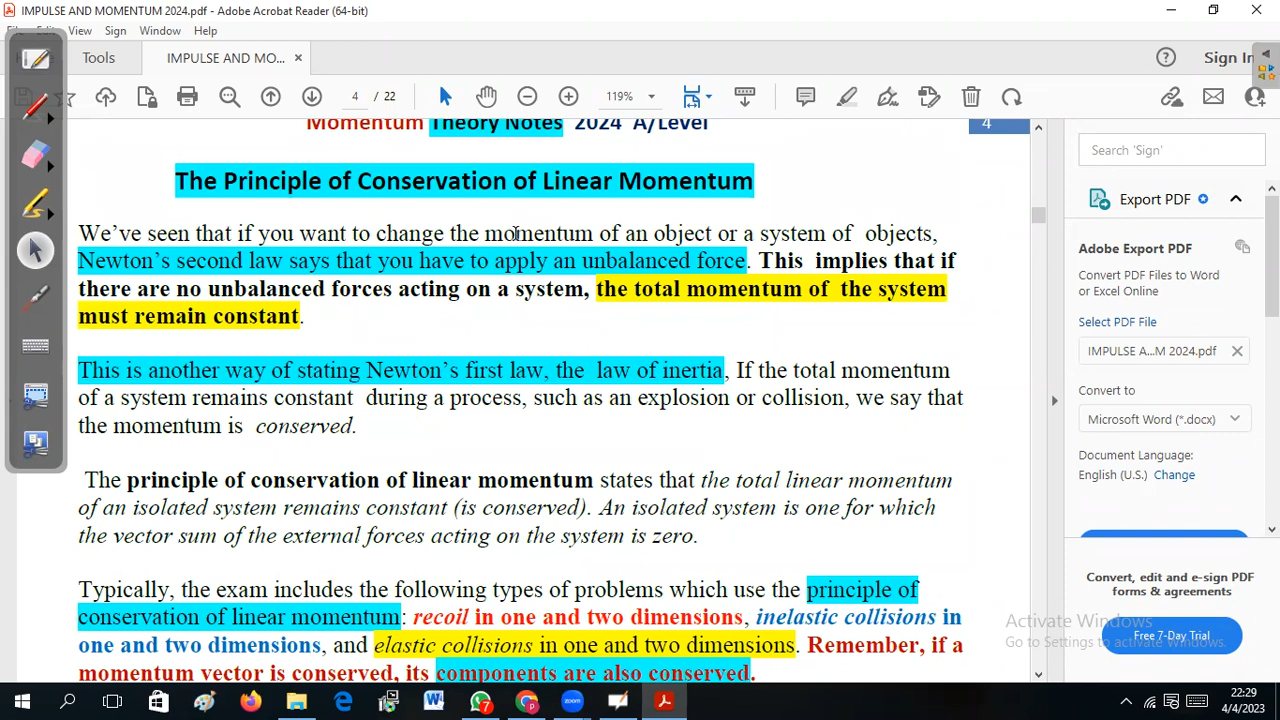 IMPULSE AND MOMENTUM 2024.pdf - Adobe Acrobat Reader (64-bit)
View Sign Window Help
Tools IMPULSE AND MO... × Sign In
4 / 22 119%
Momentum Theory Notes 2024 A/Level 4
The Principle of Conservation of Linear Momentum
We’ve seen that if you want to change the momentum of an object or a system of objects,
Newton’s second law says that you have to apply an unbalanced force. This implies that if
there are no unbalanced forces acting on a system, the total momentum of the system
must remain constant.
This is another way of stating Newton’s first law, the law of inertia, If the total momentum
of a system remains constant during a process, such as an explosion or collision, we say that
the momentum is conserved.
The principle of conservation of linear momentum states that the total linear momentum
of an isolated system remains constant (is conserved). An isolated system is one for which
the vector sum of the external forces acting on the system is zero.
Typically, the exam includes the following types of problems which use the principle of
conservation of linear momentum: recoil in one and two dimensions, inelastic collisions in
one and two dimensions, and elastic collisions in one and two dimensions. Remember, if a
momentum vector is conserved, its components are also conserved.
Search 'Sign'
Export PDF
Adobe Export PDF
Convert PDF Files to Word
or Excel Online
Select PDF File
IMPULSE A...M 2024.pdf
Convert to
Microsoft Word (*.docx)
Document Language:
English (U.S.) Change
Convert, edit and e-sign PDF
forms & agreements
Free 7-Day Trial
Activate Windows
Go to Settings to activate Windows.
7
22:29
4/4/2023